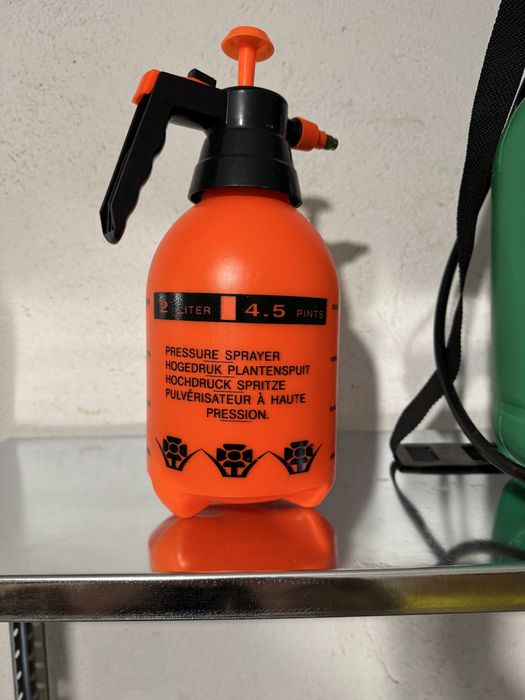 2 LITER 4.5 PINTS
PRESSURE SPRAYER
HOGEDRUK PLANTENSPUIT
HOCHDRUCK SPRITZE
PULVÉRISATEUR À HAUTE
PRESSION.